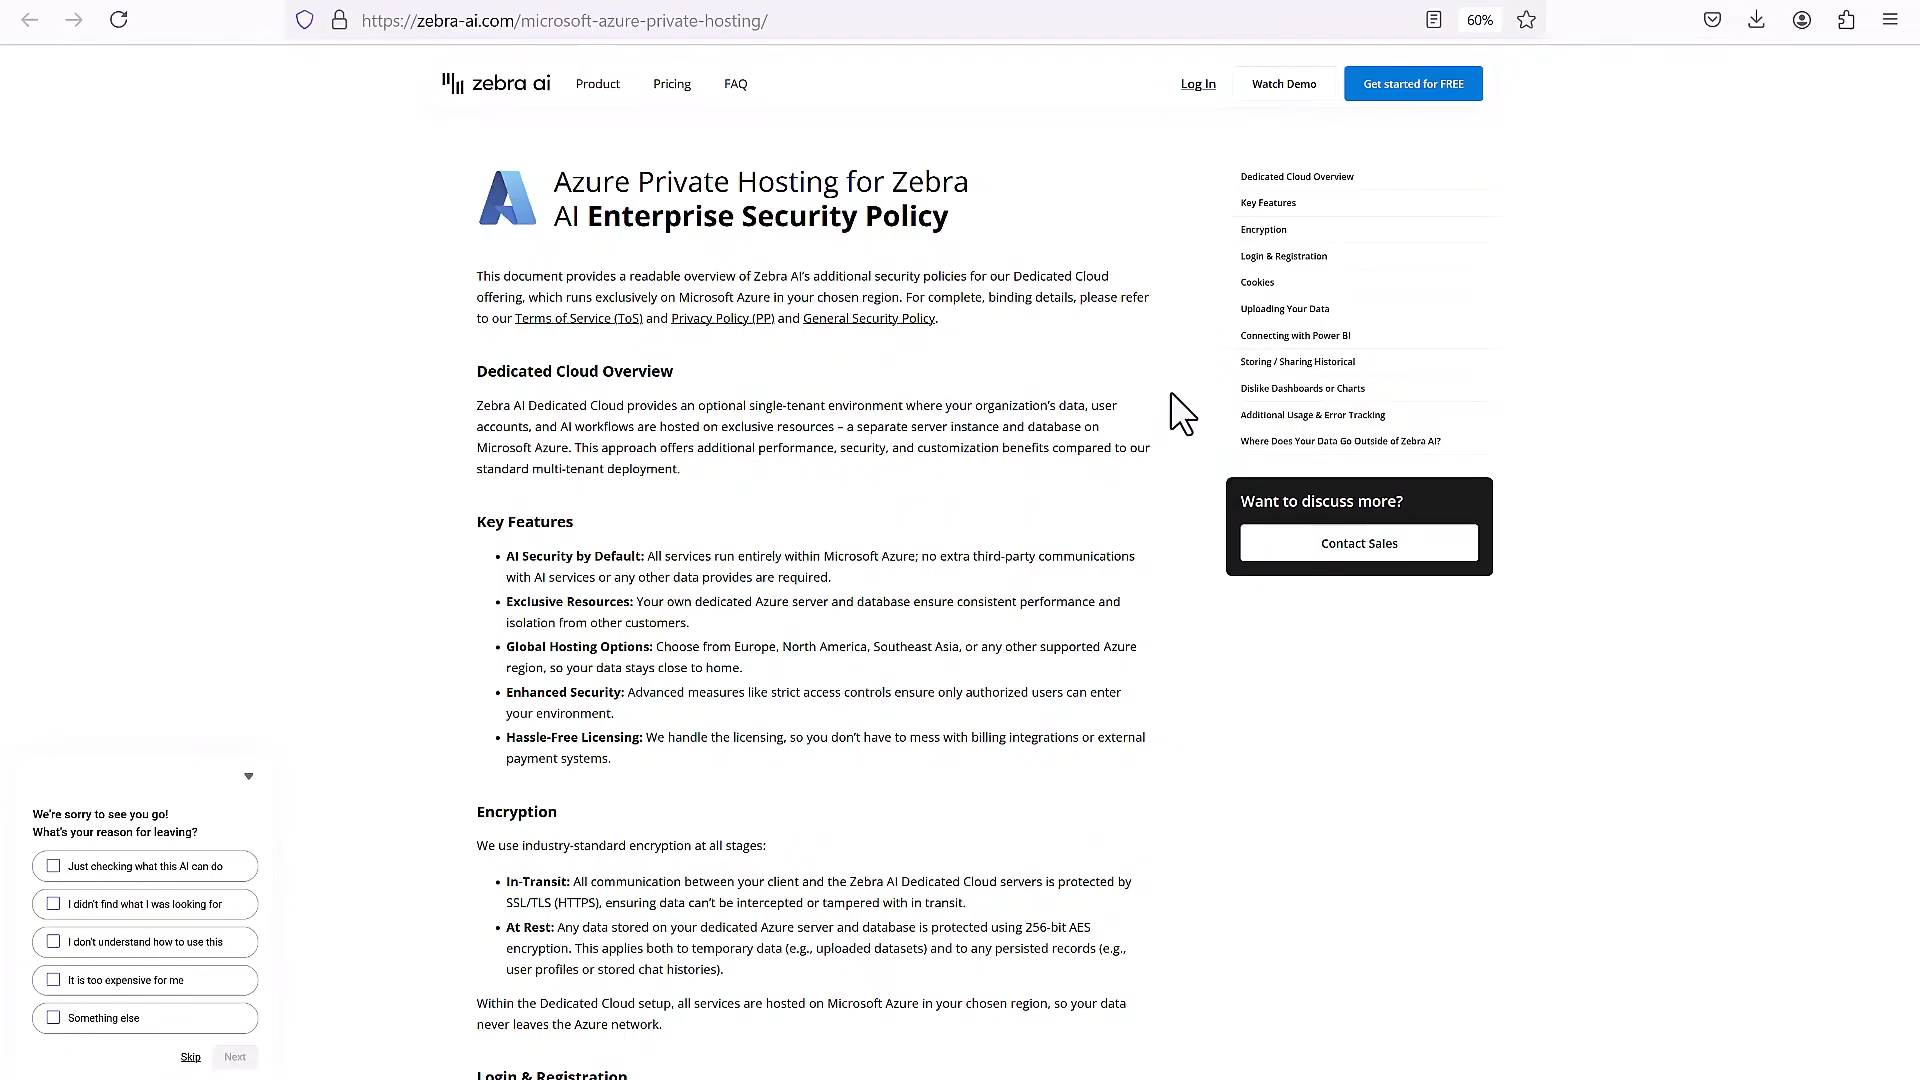 https://zebra-ai.com/microsoft-azure-private-hosting/
60%
zebra ai
Product
Pricing
FAQ
Log In
Watch Demo
Get started for FREE
Azure Private Hosting for Zebra
AI Enterprise Security Policy
This document provides a readable overview of Zebra AI’s additional security policies for our Dedicated Cloud
offering, which runs exclusively on Microsoft Azure in your chosen region. For complete, binding details, please refer
to our Terms of Service (ToS) and Privacy Policy (PP) and General Security Policy.
Dedicated Cloud Overview
Zebra AI Dedicated Cloud provides an optional single-tenant environment where your organization’s data, user
accounts, and AI workflows are hosted on exclusive resources – a separate server instance and database on
Microsoft Azure. This approach offers additional performance, security, and customization benefits compared to our
standard multi-tenant deployment.
Key Features
• AI Security by Default: All services run entirely within Microsoft Azure; no extra third-party communications
with AI services or any other data provides are required.
• Exclusive Resources: Your own dedicated Azure server and database ensure consistent performance and
isolation from other customers.
• Global Hosting Options: Choose from Europe, North America, Southeast Asia, or any other supported Azure
region, so your data stays close to home.
• Enhanced Security: Advanced measures like strict access controls ensure only authorized users can enter
your environment.
• Hassle-Free Licensing: We handle the licensing, so you don’t have to mess with billing integrations or external
payment systems.
Encryption
We use industry-standard encryption at all stages:
• In-Transit: All communication between your client and the Zebra AI Dedicated Cloud servers is protected by
SSL/TLS (HTTPS), ensuring data can’t be intercepted or tampered with in transit.
• At Rest: Any data stored on your dedicated Azure server and database is protected using 256-bit AES
encryption. This applies both to temporary data (e.g., uploaded datasets) and to any persisted records (e.g.,
user profiles or stored chat histories).
Within the Dedicated Cloud setup, all services are hosted on Microsoft Azure in your chosen region, so your data
never leaves the Azure network.
Login & Registration
Dedicated Cloud Overview
Key Features
Encryption
Login & Registration
Cookies
Uploading Your Data
Connecting with Power BI
Storing / Sharing Historical
Dislike Dashboards or Charts
Additional Usage & Error Tracking
Where Does Your Data Go Outside of Zebra AI?
Want to discuss more?
Contact Sales
We're sorry to see you go!
What's your reason for leaving?
Just checking what this AI can do
I didn't find what I was looking for
I don't understand how to use this
It is too expensive for me
Something else
Skip
Next